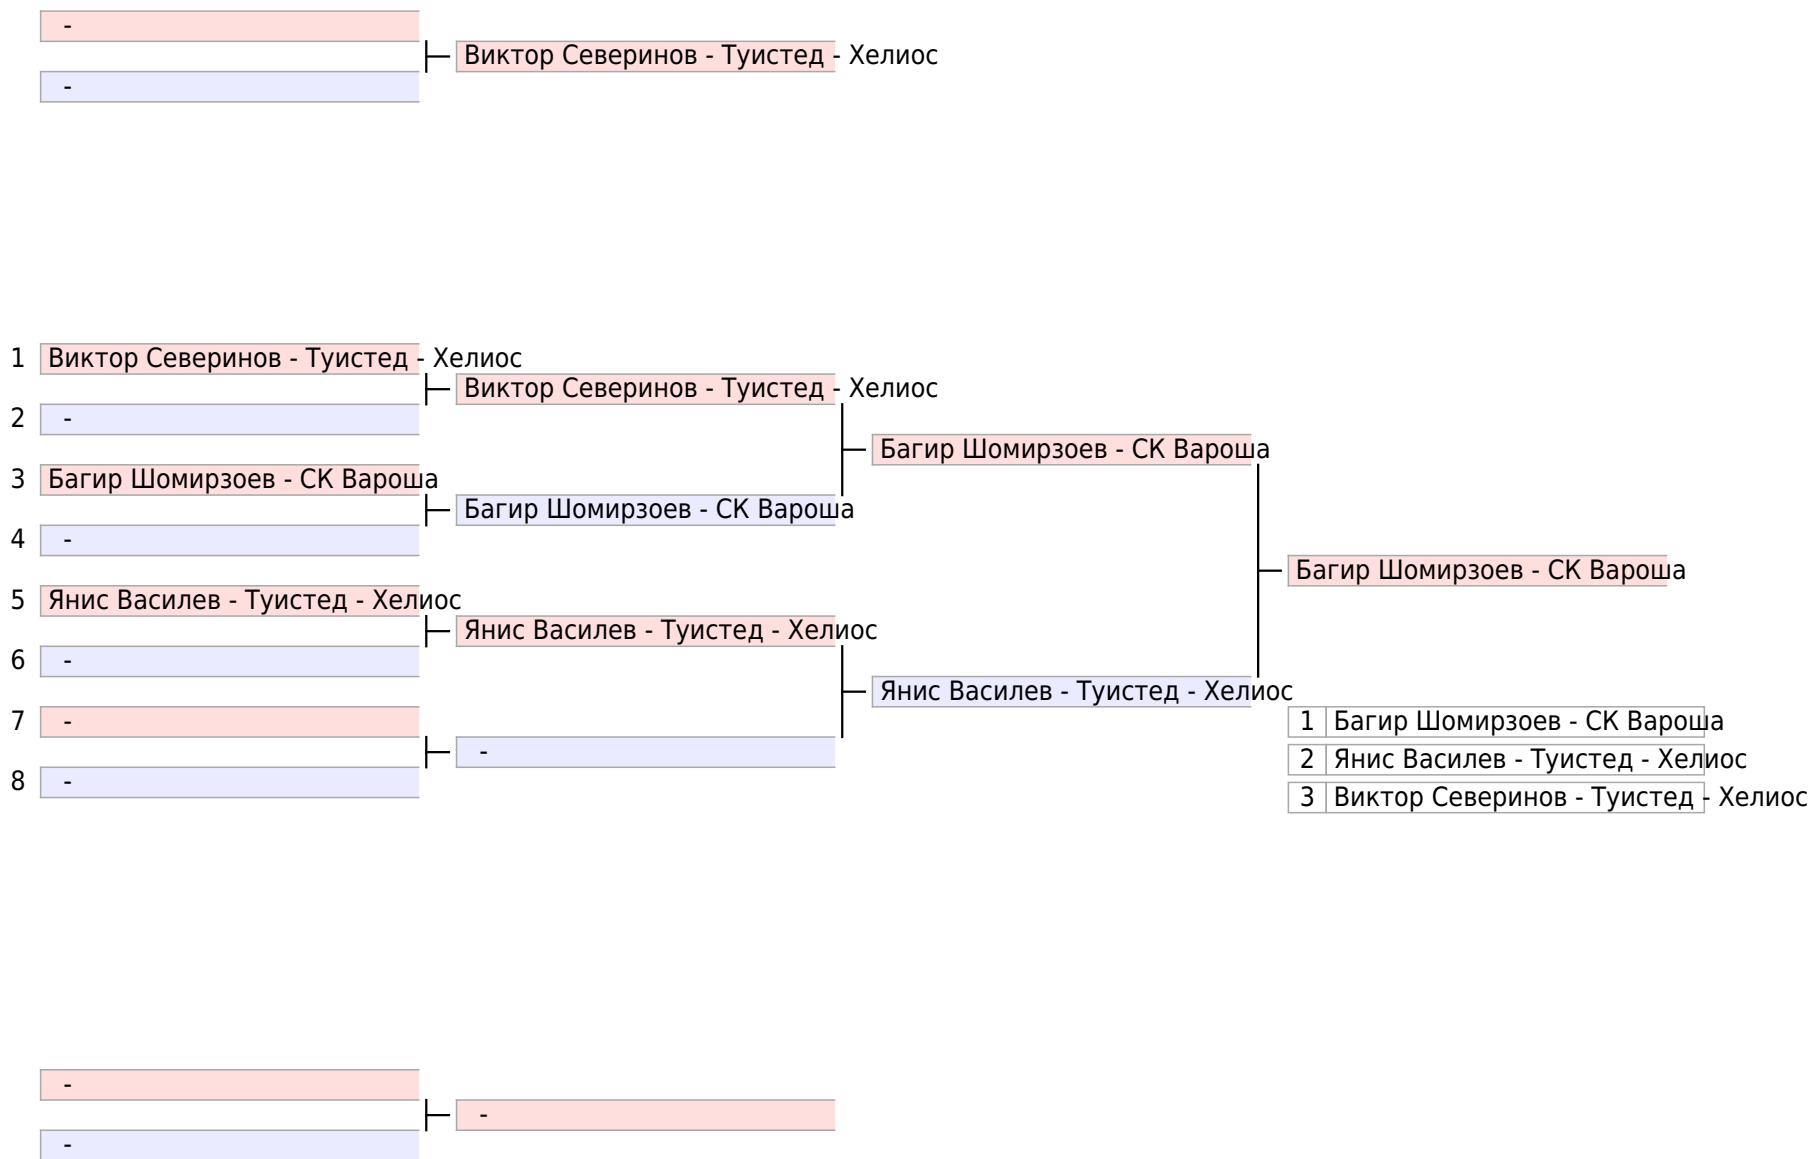 -
Виктор Северинов - Туистед - Хелиос
-
1 Виктор Северинов - Туистед - Хелиос
Виктор Северинов - Туистед - Хелиос
2 -
Багир Шомирзоев - СК Вароша
3 Багир Шомирзоев - СК Вароша
Багир Шомирзоев - СК Вароша
4 -
Багир Шомирзоев - СК Вароша
5 Янис Василев - Туистед - Хелиос
Янис Василев - Туистед - Хелиос
6 -
Янис Василев - Туистед - Хелиос
7 -
1 Багир Шомирзоев - СК Вароша
-
2 Янис Василев - Туистед - Хелиос
8 -
3 Виктор Северинов - Туистед - Хелиос
-
-
-